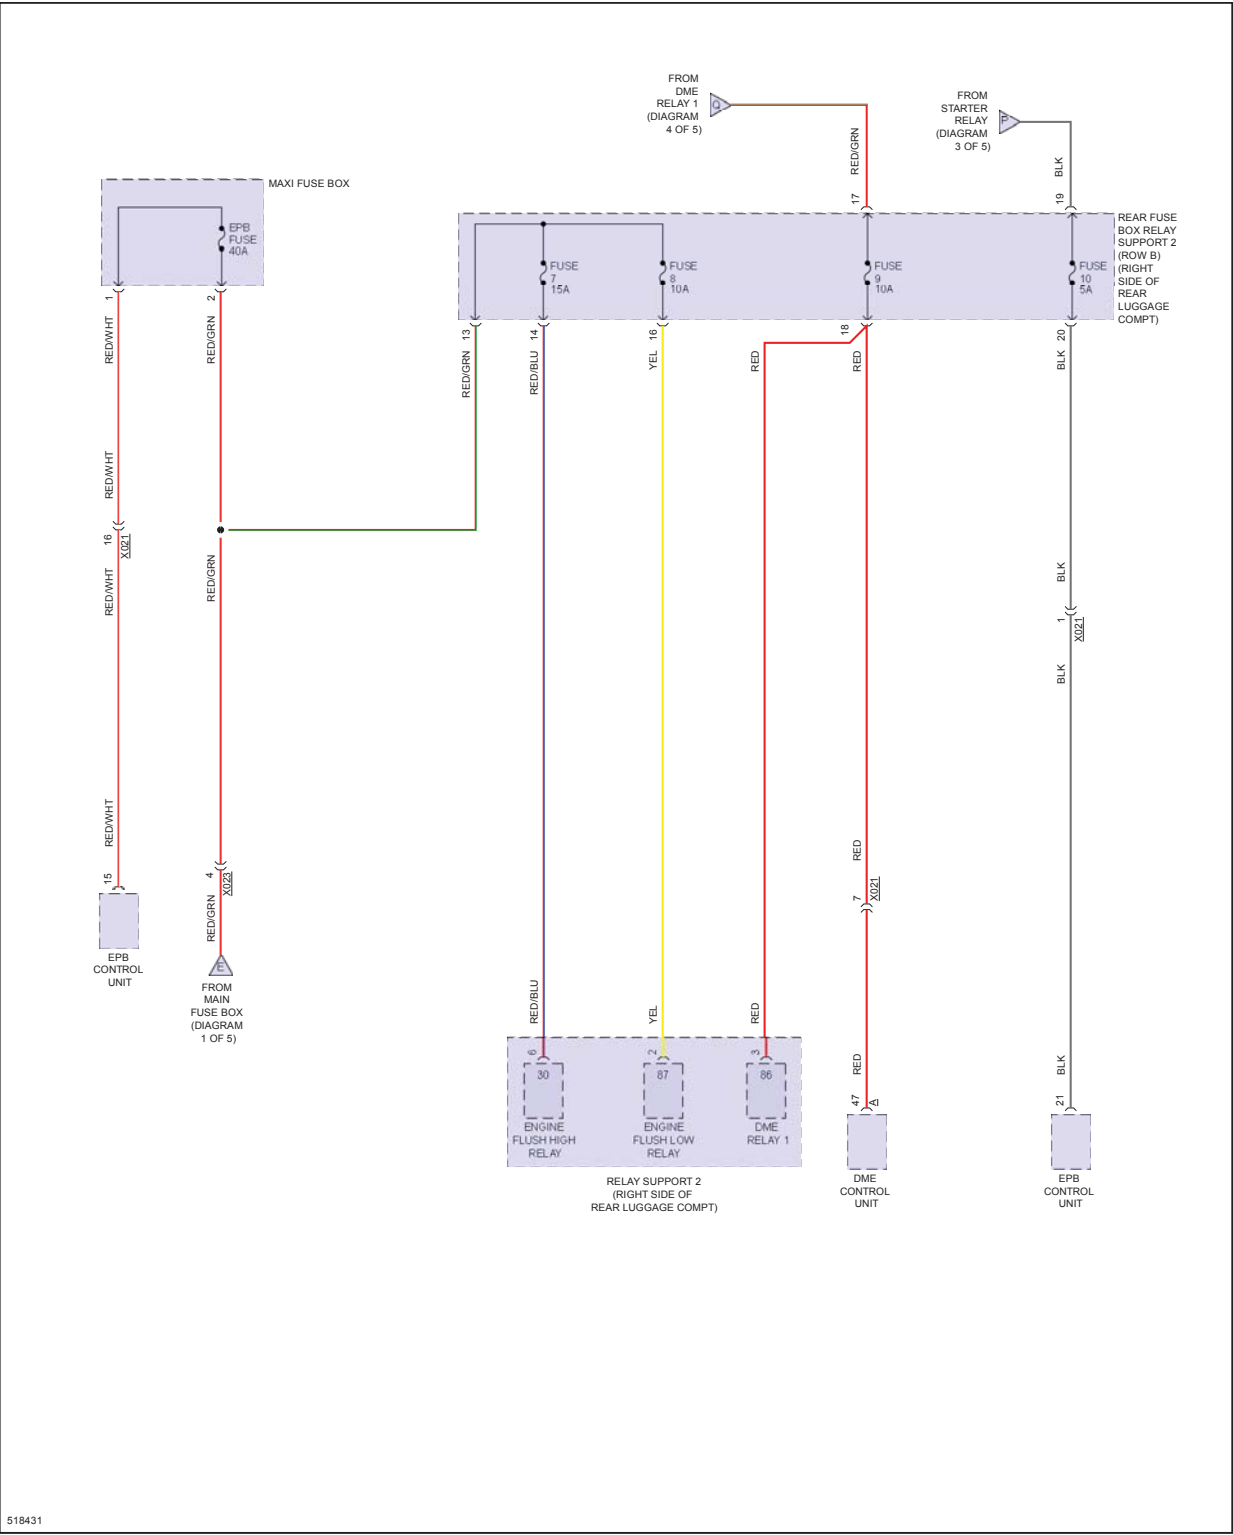 FROM
DME
RELAY 1
(DIAGRAM
4 OF 5)
Q
FROM
STARTER
RELAY
(DIAGRAM
3 OF 5)
P
RED/GRN
17
BLK
19
MAXI FUSE BOX
EPB
FUSE
40A
1
2
REAR FUSE
BOX RELAY
SUPPORT 2
(ROW B)
(RIGHT
SIDE OF
REAR
LUGGAGE
COMPT)
FUSE
7
15A
FUSE
8
10A
FUSE
9
10A
FUSE
10
5A
13
14
16
18
20
RED/WHT
RED/GRN
RED/GRN
RED/BLU
YEL
RED
RED
BLK
RED/WHT
16
X021
RED/WHT
RED/GRN
BLK
1
X021
BLK
RED/WHT
15
4
X023
RED/GRN
RED
7
X021
EPB
CONTROL
UNIT
E
FROM
MAIN
FUSE BOX
(DIAGRAM
1 OF 5)
RED/BLU
YEL
RED
RED
BLK
6
2
3
47
A
21
30
87
86
ENGINE
FLUSH HIGH
RELAY
ENGINE
FLUSH LOW
RELAY
DME
RELAY 1
RELAY SUPPORT 2
(RIGHT SIDE OF
REAR LUGGAGE COMPT)
DME
CONTROL
UNIT
EPB
CONTROL
UNIT
518431